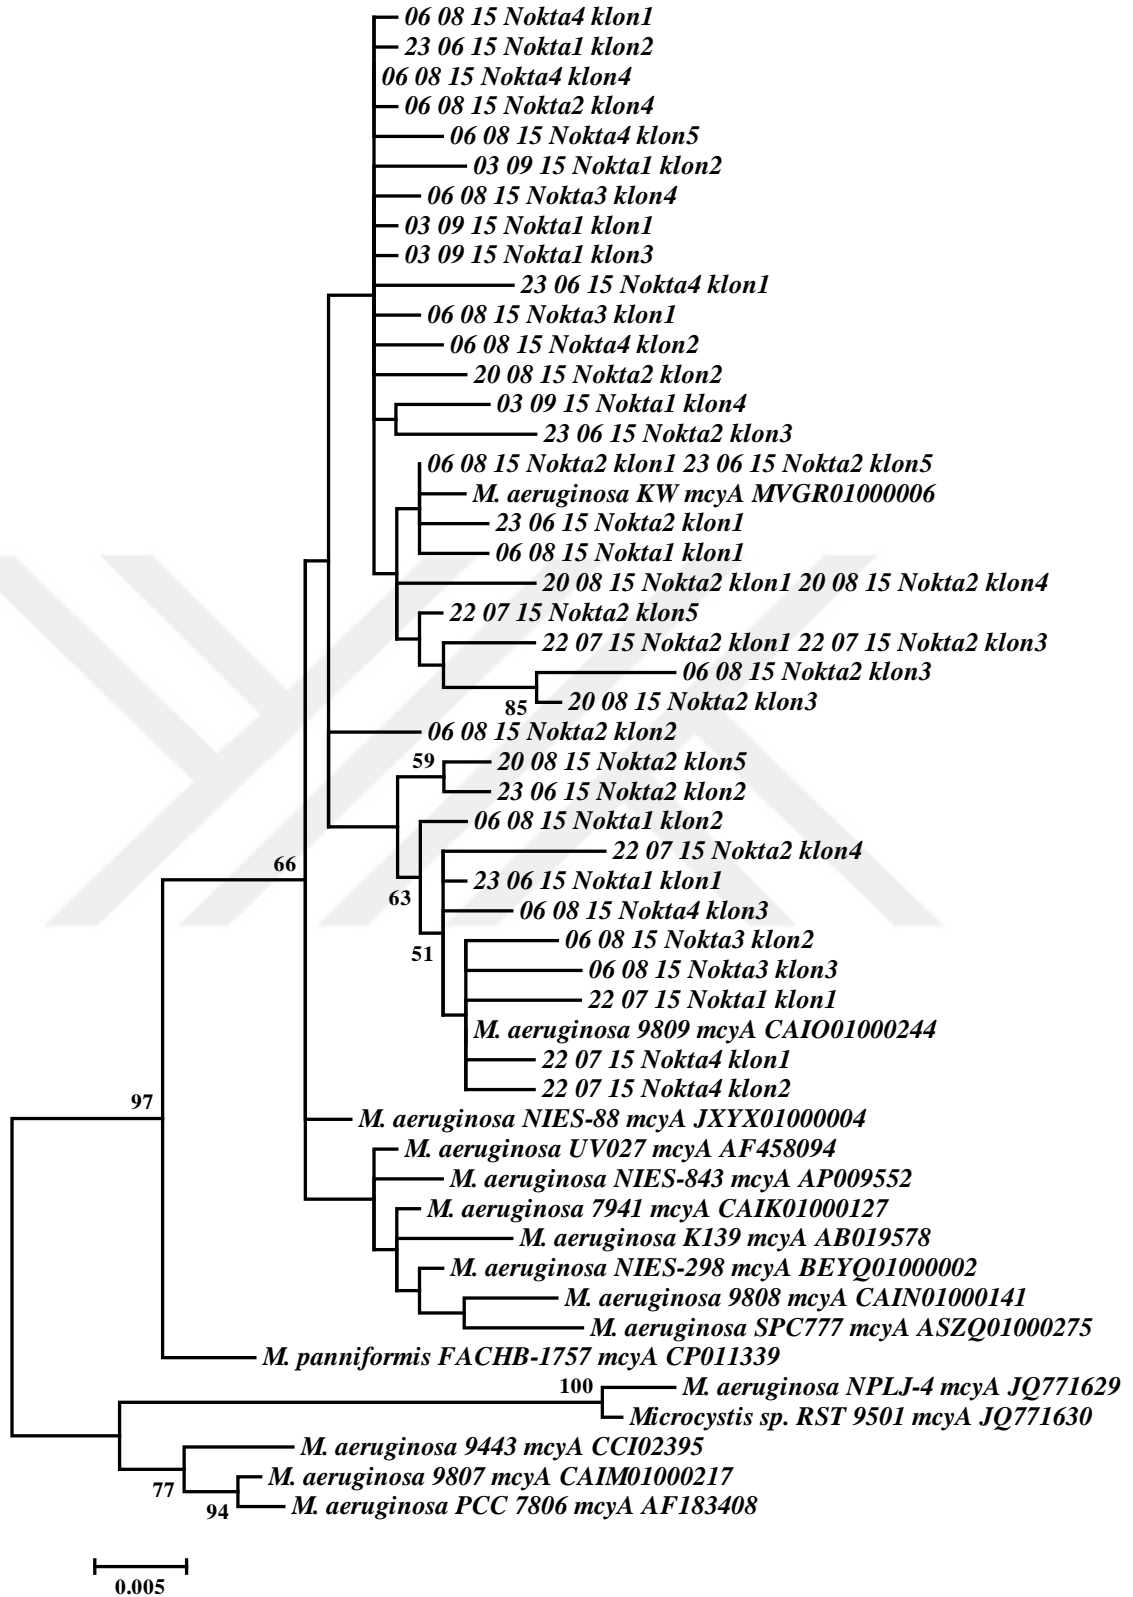 06 08 15 Nokta4 klon1
23 06 15 Nokta1 klon2
06 08 15 Nokta4 klon4
06 08 15 Nokta2 klon4
06 08 15 Nokta4 klon5
03 09 15 Nokta1 klon2
06 08 15 Nokta3 klon4
03 09 15 Nokta1 klon1
03 09 15 Nokta1 klon3
23 06 15 Nokta4 klon1
06 08 15 Nokta3 klon1
06 08 15 Nokta4 klon2
20 08 15 Nokta2 klon2
03 09 15 Nokta1 klon4
23 06 15 Nokta2 klon3
06 08 15 Nokta2 klon1 23 06 15 Nokta2 klon5
M. aeruginosa KW mcyA MVGR01000006
23 06 15 Nokta2 klon1
06 08 15 Nokta1 klon1
20 08 15 Nokta2 klon1 20 08 15 Nokta2 klon4
22 07 15 Nokta2 klon5
22 07 15 Nokta2 klon1 22 07 15 Nokta2 klon3
06 08 15 Nokta2 klon3
85 20 08 15 Nokta2 klon3
06 08 15 Nokta2 klon2
59 20 08 15 Nokta2 klon5
23 06 15 Nokta2 klon2
06 08 15 Nokta1 klon2
66 22 07 15 Nokta2 klon4
23 06 15 Nokta1 klon1
63
06 08 15 Nokta4 klon3
06 08 15 Nokta3 klon2
51
06 08 15 Nokta3 klon3
22 07 15 Nokta1 klon1
M. aeruginosa 9809 mcyA CAIO01000244
22 07 15 Nokta4 klon1
22 07 15 Nokta4 klon2
97
M. aeruginosa NIES-88 mcyA JXYX01000004
M. aeruginosa UV027 mcyA AF458094
M. aeruginosa NIES-843 mcyA AP009552
M. aeruginosa 7941 mcyA CAIK01000127
M. aeruginosa K139 mcyA AB019578
M. aeruginosa NIES-298 mcyA BEYQ01000002
M. aeruginosa 9808 mcyA CAIN01000141
M. aeruginosa SPC777 mcyA ASZQ01000275
M. panniformis FACHB-1757 mcyA CP011339
100 M. aeruginosa NPLJ-4 mcyA JQ771629
Microcystis sp. RST 9501 mcyA JQ771630
M. aeruginosa 9443 mcyA CCI02395
M. aeruginosa 9807 mcyA CAIM01000217
77
M. aeruginosa PCC 7806 mcyA AF183408
94
0.005